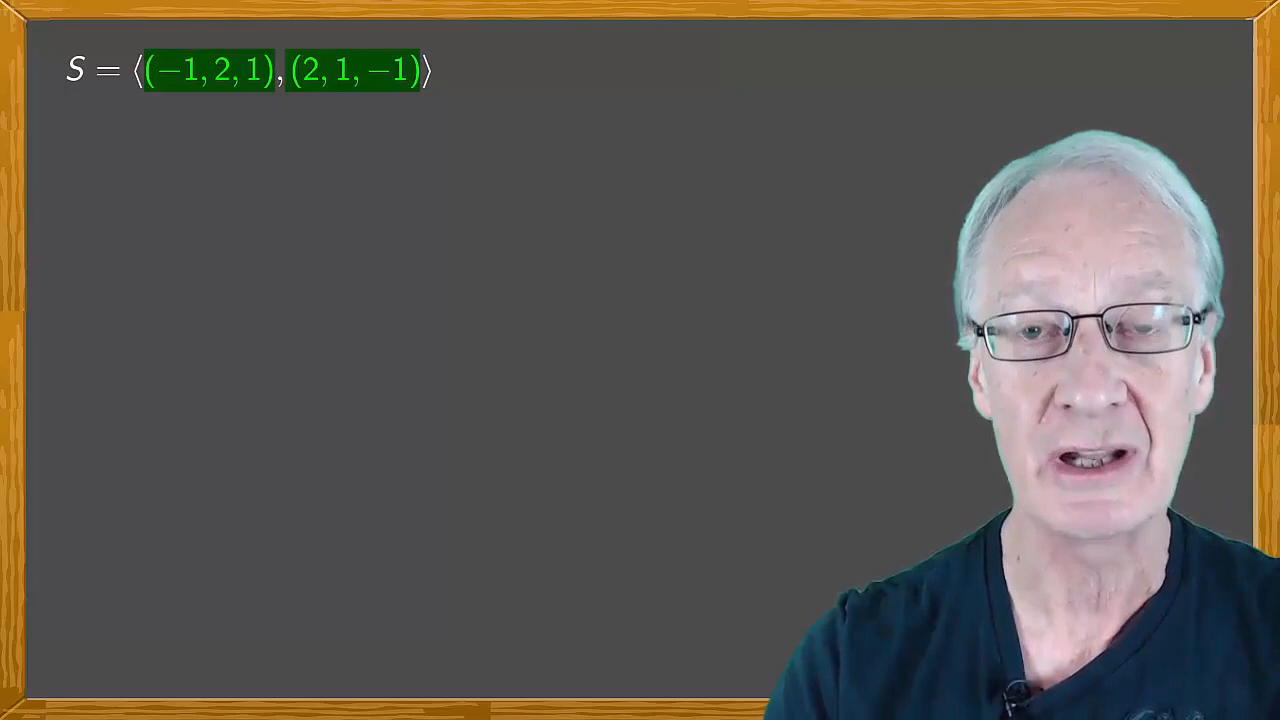 S = ⟨(−1, 2, 1), (2, 1, −1)⟩